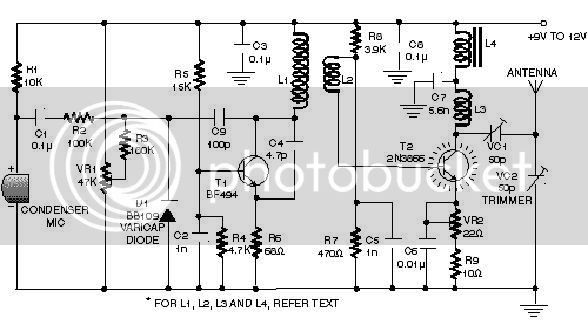 +9V TO 12V
ANTENNA
R1
10K
C1
0.1µ
R2
100K
R3
100K
VR1
47K
+
CONDENSER
MIC
D1
BB109
VARICAP
DIODE
R5
15K
C2
1n
R4
4.7K
C9
100p
T1
BF494
R6
56Ω
C3
0.1µ
L1
C4
4.7p
L2
R8
3.9K
R7
470Ω
C5
1n
C6
0.01µ
C8
0.1µ
L4
C7
5.6n
L3
T2
2N3866
VC1
50p
VC2
50p
TRIMMER
VR2
22Ω
R9
10Ω
* FOR L1, L2, L3 AND L4, REFER TEXT
photobucket